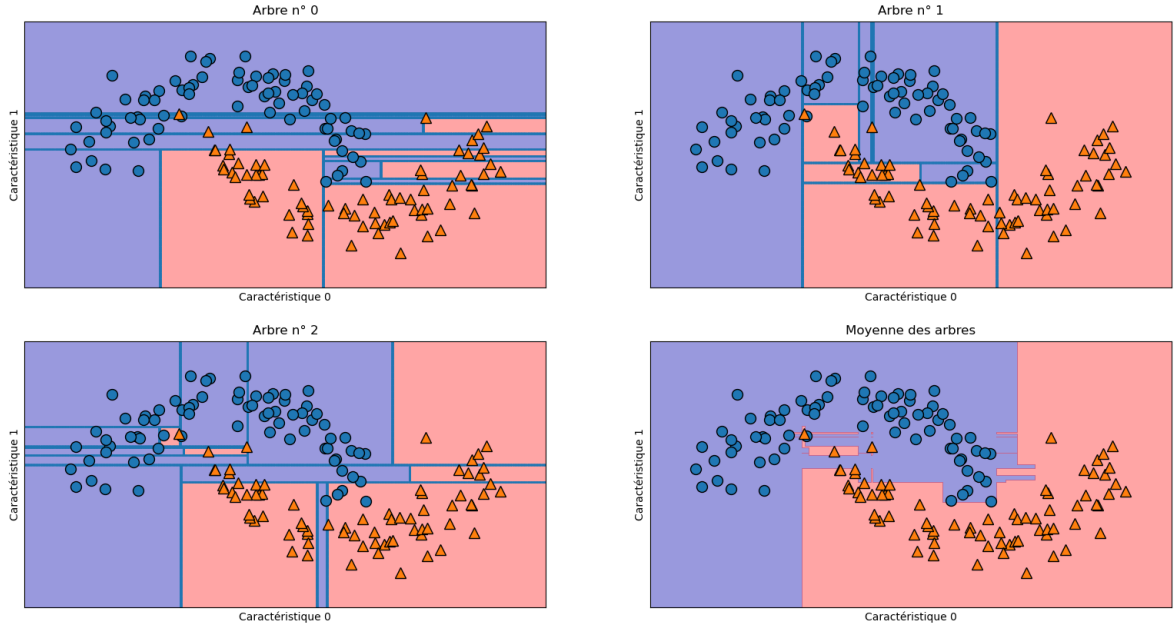 Arbre n° 0
Caractéristique 1
Caractéristique 0
Arbre n° 1
Caractéristique 1
Caractéristique 0
Arbre n° 2
Caractéristique 1
Caractéristique 0
Moyenne des arbres
Caractéristique 1
Caractéristique 0